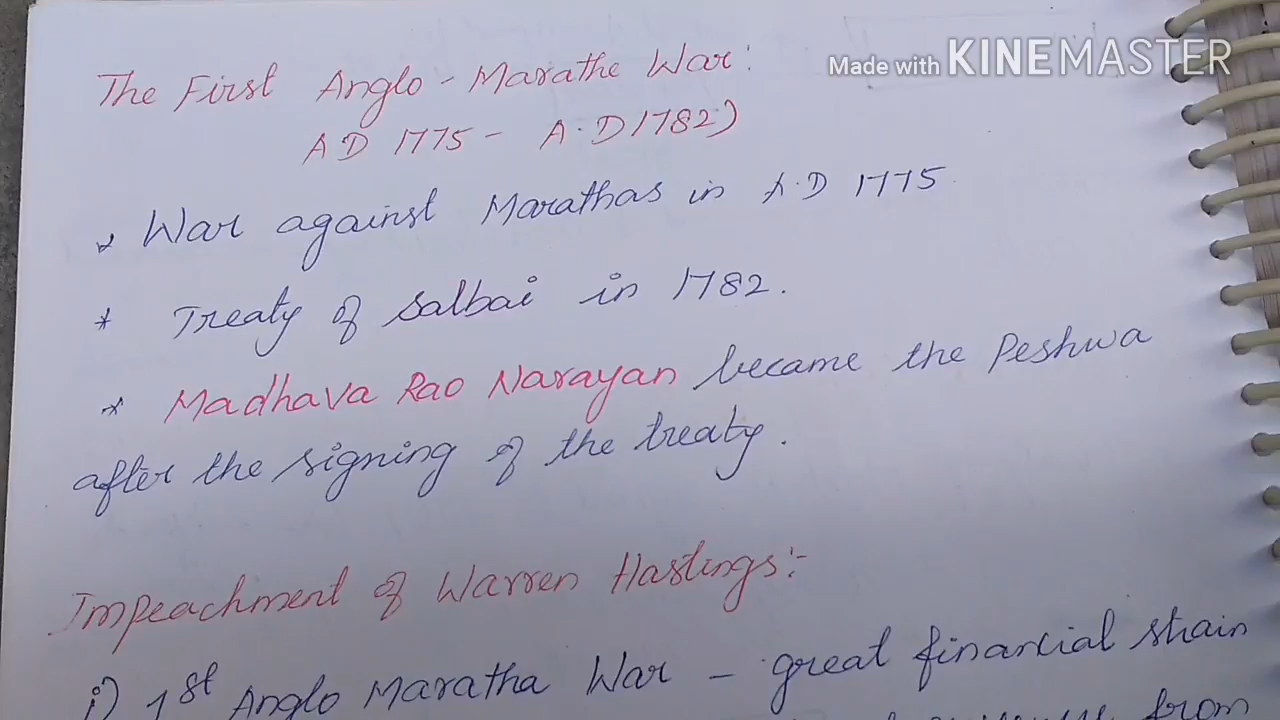 Made with KINEMASTER
The First Anglo - Marathe War:
A D 1775 - A.D 1782)
* War against Marathas in A.D 1775
* Treaty of Salbai in 1782.
* Madhava Rao Narayan became the Peshwa
after the signing of the treaty.
Impeachment of Warren Hastings:-
i) 1st Anglo Maratha War - great financial strain
from